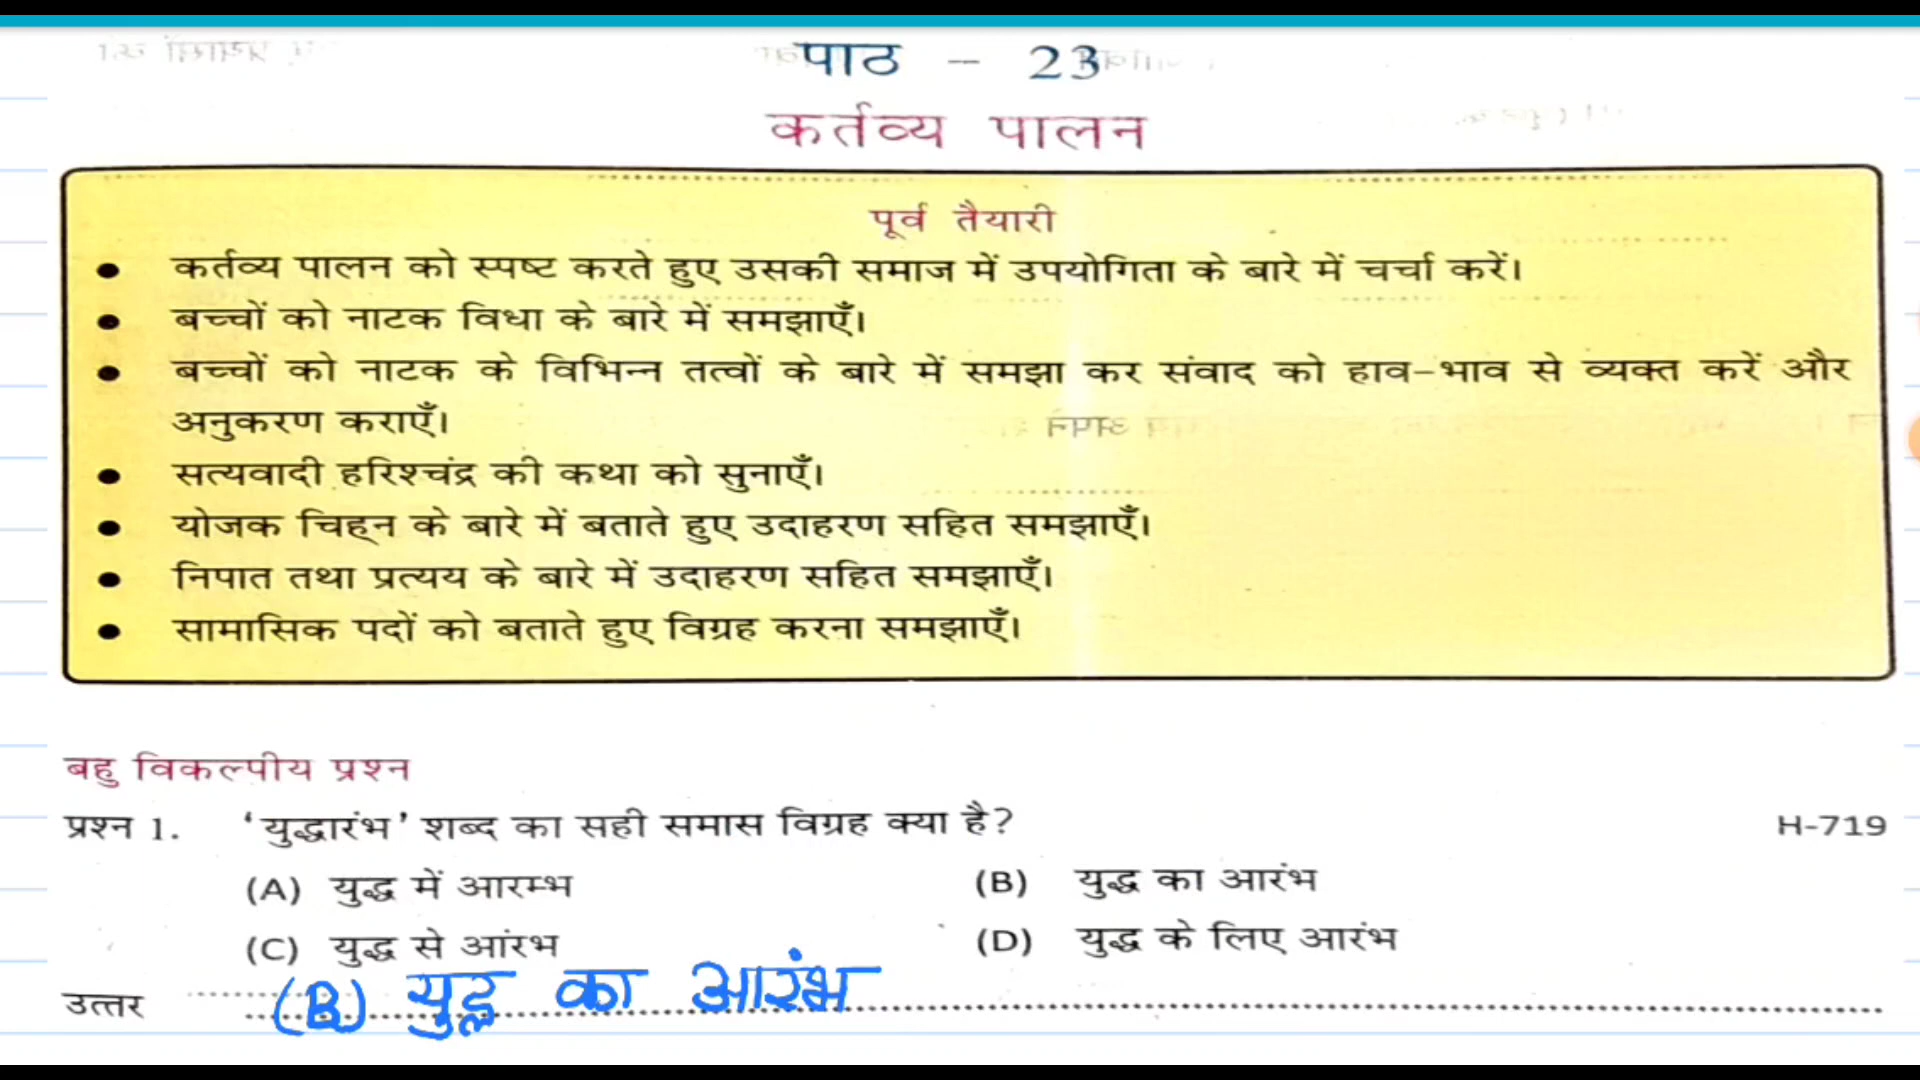 पाठ – 23
कर्तव्य पालन
पूर्व तैयारी
● कर्तव्य पालन को स्पष्ट करते हुए उसकी समाज में उपयोगिता के बारे में चर्चा करें।
● बच्चों को नाटक विधा के बारे में समझाएँ।
● बच्चों को नाटक के विभिन्न तत्वों के बारे में समझा कर संवाद को हाव-भाव से व्यक्त करें और
अनुकरण कराएँ।
● सत्यवादी हरिश्चंद्र की कथा को सुनाएँ।
● योजक चिह्न के बारे में बताते हुए उदाहरण सहित समझाएँ।
● निपात तथा प्रत्यय के बारे में उदाहरण सहित समझाएँ।
● सामासिक पदों को बताते हुए विग्रह करना समझाएँ।
बहु विकल्पीय प्रश्न
प्रश्न 1. 'युद्धारंभ' शब्द का सही समास विग्रह क्या है? H-719
(A) युद्ध में आरम्भ (B) युद्ध का आरंभ
(C) युद्ध से आंरभ (D) युद्ध के लिए आरंभ
उत्तर (B) युद्ध का आरंभ